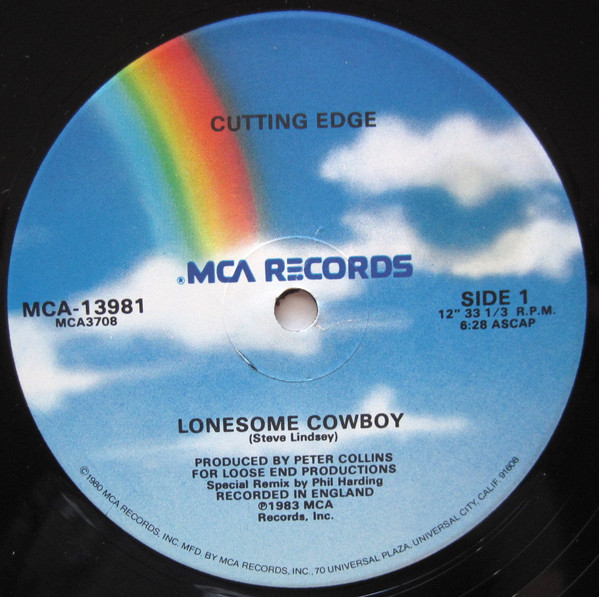 CUTTING EDGE
®MCA RECORDS
MCA-13981
MCA3708
SIDE 1
12" 33 1/3 R.P.M.
6:28 ASCAP
LONESOME COWBOY
(Steve Lindsey)
PRODUCED BY PETER COLLINS
FOR LOOSE END PRODUCTIONS
Special Remix by Phil Harding
RECORDED IN ENGLAND
℗1983 MCA
Records, Inc.
©1980 MCA RECORDS, INC. MFD. BY MCA RECORDS, INC., 70 UNIVERSAL PLAZA, UNIVERSAL CITY, CALIF. 91608